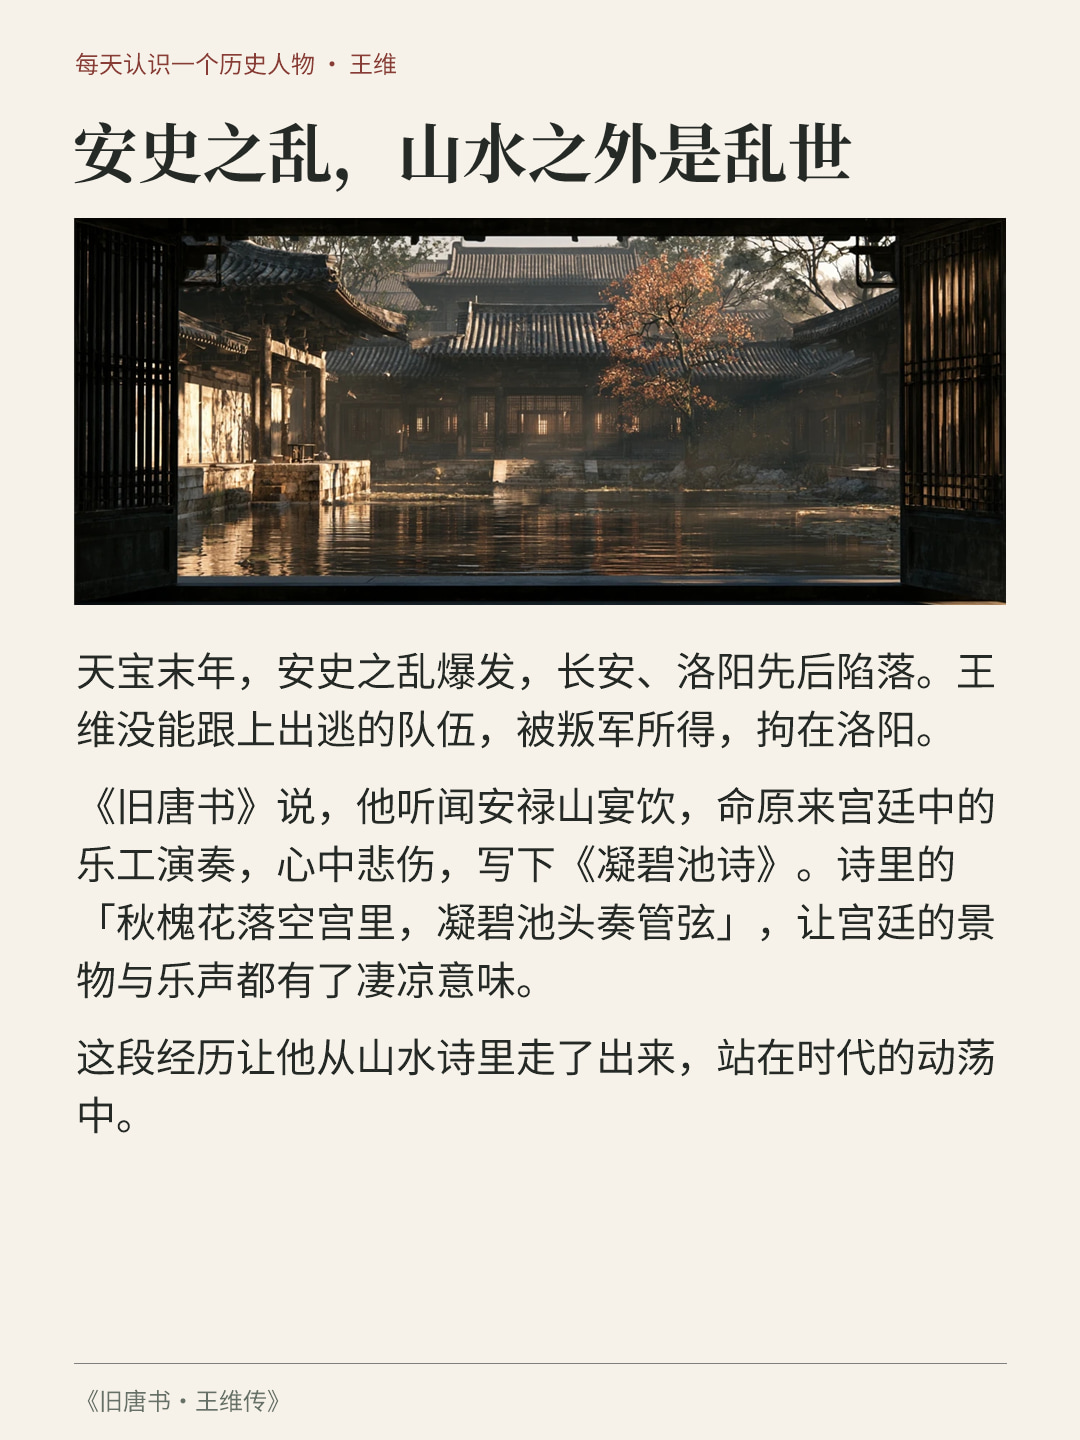 每天认识一个历史人物 · 王维
安史之乱，山水之外是乱世
天宝末年，安史之乱爆发，长安、洛阳先后陷落。王
维没能跟上出逃的队伍，被叛军所得，拘在洛阳。
《旧唐书》说，他听闻安禄山宴饮，命原来宫廷中的
乐工演奏，心中悲伤，写下《凝碧池诗》。诗里的
「秋槐花落空宫里，凝碧池头奏管弦」，让宫廷的景
物与乐声都有了凄凉意味。
这段经历让他从山水诗里走了出来，站在时代的动荡
中。
《旧唐书·王维传》